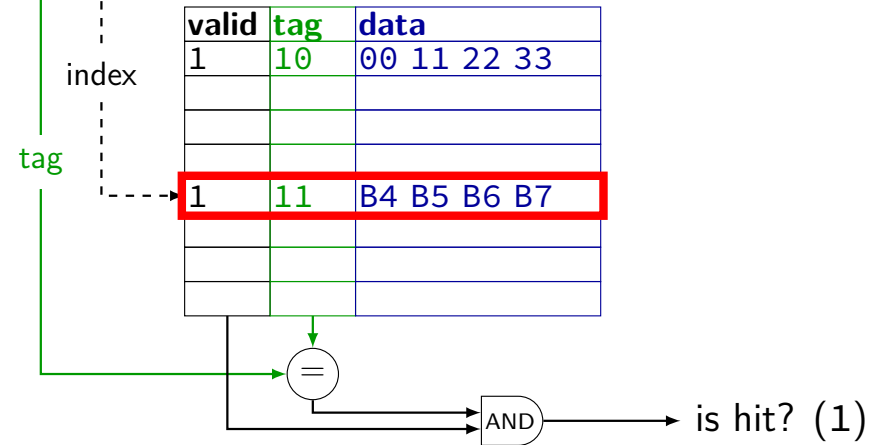 valid tag data
1 10 00 11 22 33
index
tag
1 11 B4 B5 B6 B7
=
AND is hit? (1)